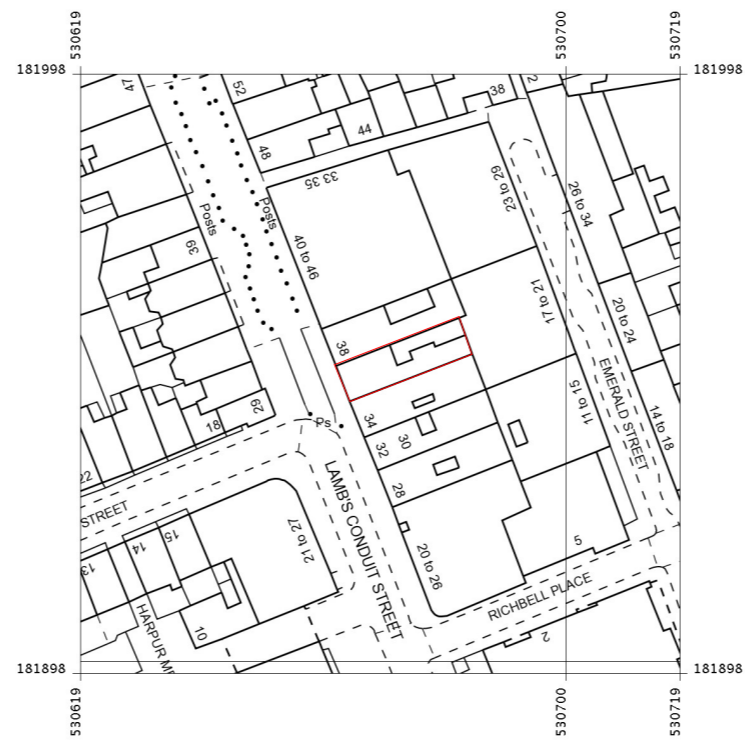 530619
530700
530719
181998
181998
47
52
38
2
44
48
33 35
23 to 29
26 to 34
Posts
Posts
39
40 to 46
17 to 21
20 to 24
38
EMERALD STREET
29
34
11 to 15
14 to 18
Ps
18
32
30
22
28
STREET
LAMB'S CONDUIT STREET
21 to 27
15
14
13
5
20 to 26
RICHBELL PLACE
10
HARPUR M
2
181898
181898
530619
530700
530719